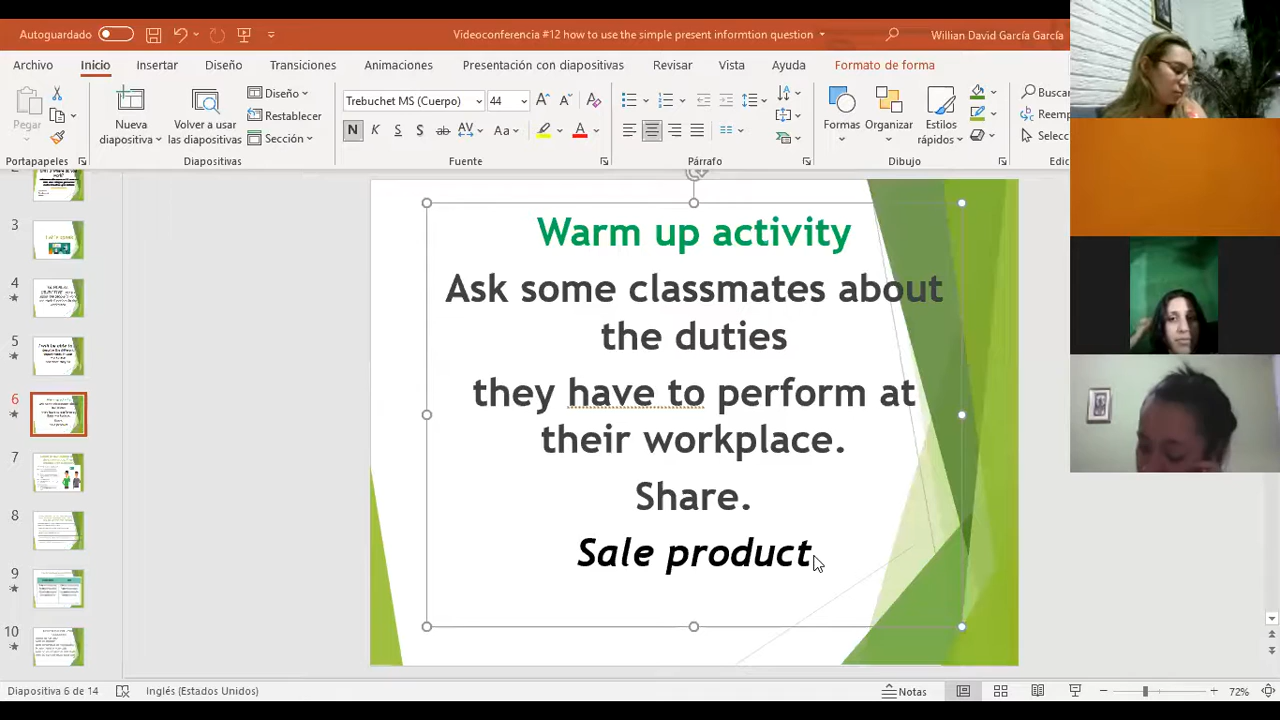 Autoguardado
Videoconferencia #12 how to use the simple present informtion question
Willian David García García
Archivo Inicio Insertar Diseño Transiciones Animaciones Presentación con diapositivas Revisar Vista Ayuda Formato de forma
Pegar
Nueva diapositiva
Volver a usar las diapositivas
Diseño
Restablecer
Sección
Trebuchet MS (Cuerpo) 44
N K S S ab AV Aa A
Formas
Organizar
Estilos rápidos
Buscar
Reemp
Selecc
Portapapeles Diapositivas Fuente Párrafo Dibujo
3
4
5
6
7
8
9
10
Warm up activity
Ask some classmates about
the duties
they have to perform at
their workplace.
Share.
Sale product
Diapositiva 6 de 14 Inglés (Estados Unidos) Notas 72%